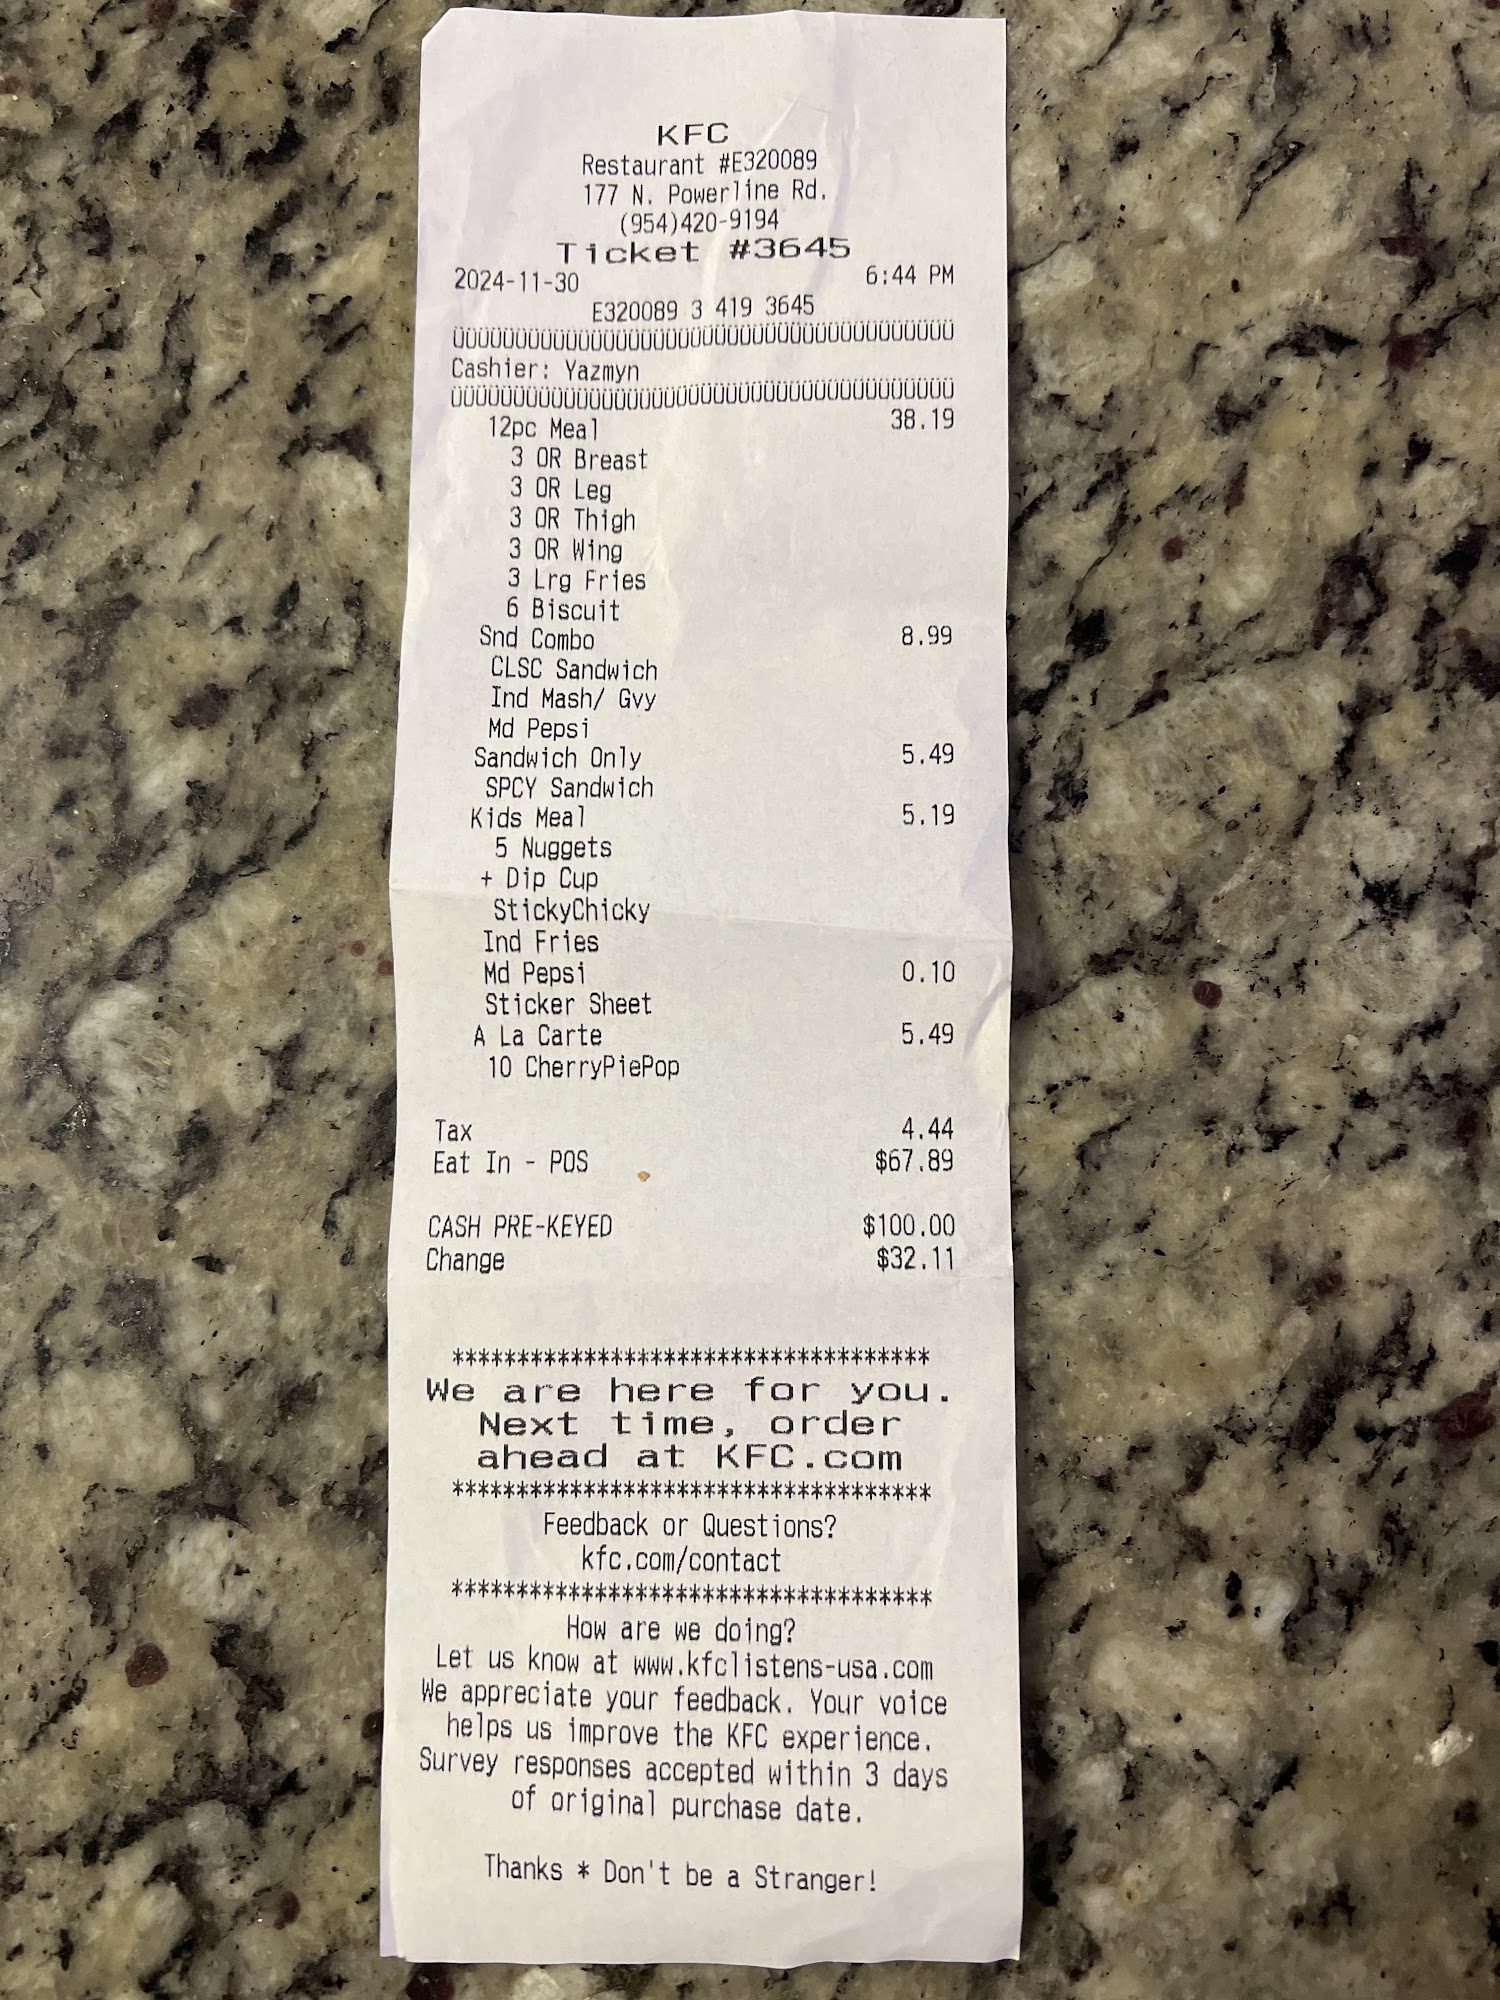 KFC
Restaurant #E320089
177 N. Powerline Rd.
(954)420-9194
Ticket #3645
2024-11-30 6:44 PM
E320089 3 419 3645
ÜÜÜÜÜÜÜÜÜÜÜÜÜÜÜÜÜÜÜÜÜÜÜÜÜÜÜÜÜÜÜÜÜÜÜÜÜÜÜÜ
Cashier: Yazmyn
ÜÜÜÜÜÜÜÜÜÜÜÜÜÜÜÜÜÜÜÜÜÜÜÜÜÜÜÜÜÜÜÜÜÜÜÜÜÜÜÜ
12pc Meal 38.19
3 OR Breast
3 OR Leg
3 OR Thigh
3 OR Wing
3 Lrg Fries
6 Biscuit
Snd Combo 8.99
CLSC Sandwich
Ind Mash/ Gvy
Md Pepsi
Sandwich Only 5.49
SPCY Sandwich
Kids Meal 5.19
5 Nuggets
+ Dip Cup
StickyChicky
Ind Fries
Md Pepsi 0.10
Sticker Sheet
A La Carte 5.49
10 CherryPiePop
Tax 4.44
Eat In - POS $67.89
CASH PRE-KEYED $100.00
Change $32.11
************************************
We are here for you.
Next time, order
ahead at KFC.com
************************************
Feedback or Questions?
kfc.com/contact
************************************
How are we doing?
Let us know at www.kfclistens-usa.com
We appreciate your feedback. Your voice
helps us improve the KFC experience.
Survey responses accepted within 3 days
of original purchase date.
Thanks * Don't be a Stranger!